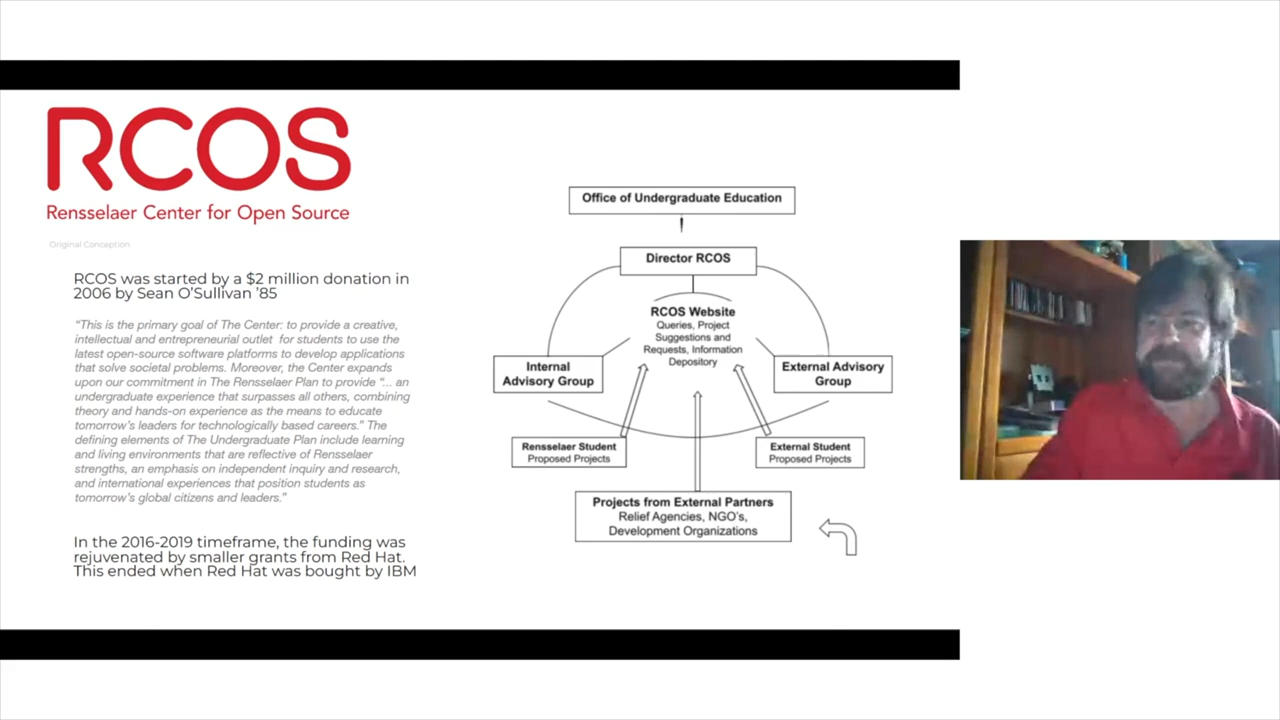 RCOS
Rensselaer Center for Open Source
Original Conception
RCOS was started by a $2 million donation in
2006 by Sean O’Sullivan ’85
“This is the primary goal of The Center: to provide a creative,
intellectual and entrepreneurial outlet for students to use the
latest open-source software platforms to develop applications
that solve societal problems. Moreover, the Center expands
upon our commitment in The Rensselaer Plan to provide “... an
undergraduate experience that surpasses all others, combining
theory and hands-on experience as the means to educate
tomorrow’s leaders for technologically based careers.” The
defining elements of The Undergraduate Plan include learning
and living environments that are reflective of Rensselaer
strengths, an emphasis on independent inquiry and research,
and international experiences that position students as
tomorrow’s global citizens and leaders.”
In the 2016-2019 timeframe, the funding was
rejuvenated by smaller grants from Red Hat.
This ended when Red Hat was bought by IBM
Office of Undergraduate Education
Director RCOS
RCOS Website
Queries, Project
Suggestions and
Requests, Information
Depository
Internal
Advisory Group
External Advisory
Group
Rensselaer Student
Proposed Projects
External Student
Proposed Projects
Projects from External Partners
Relief Agencies, NGO’s,
Development Organizations